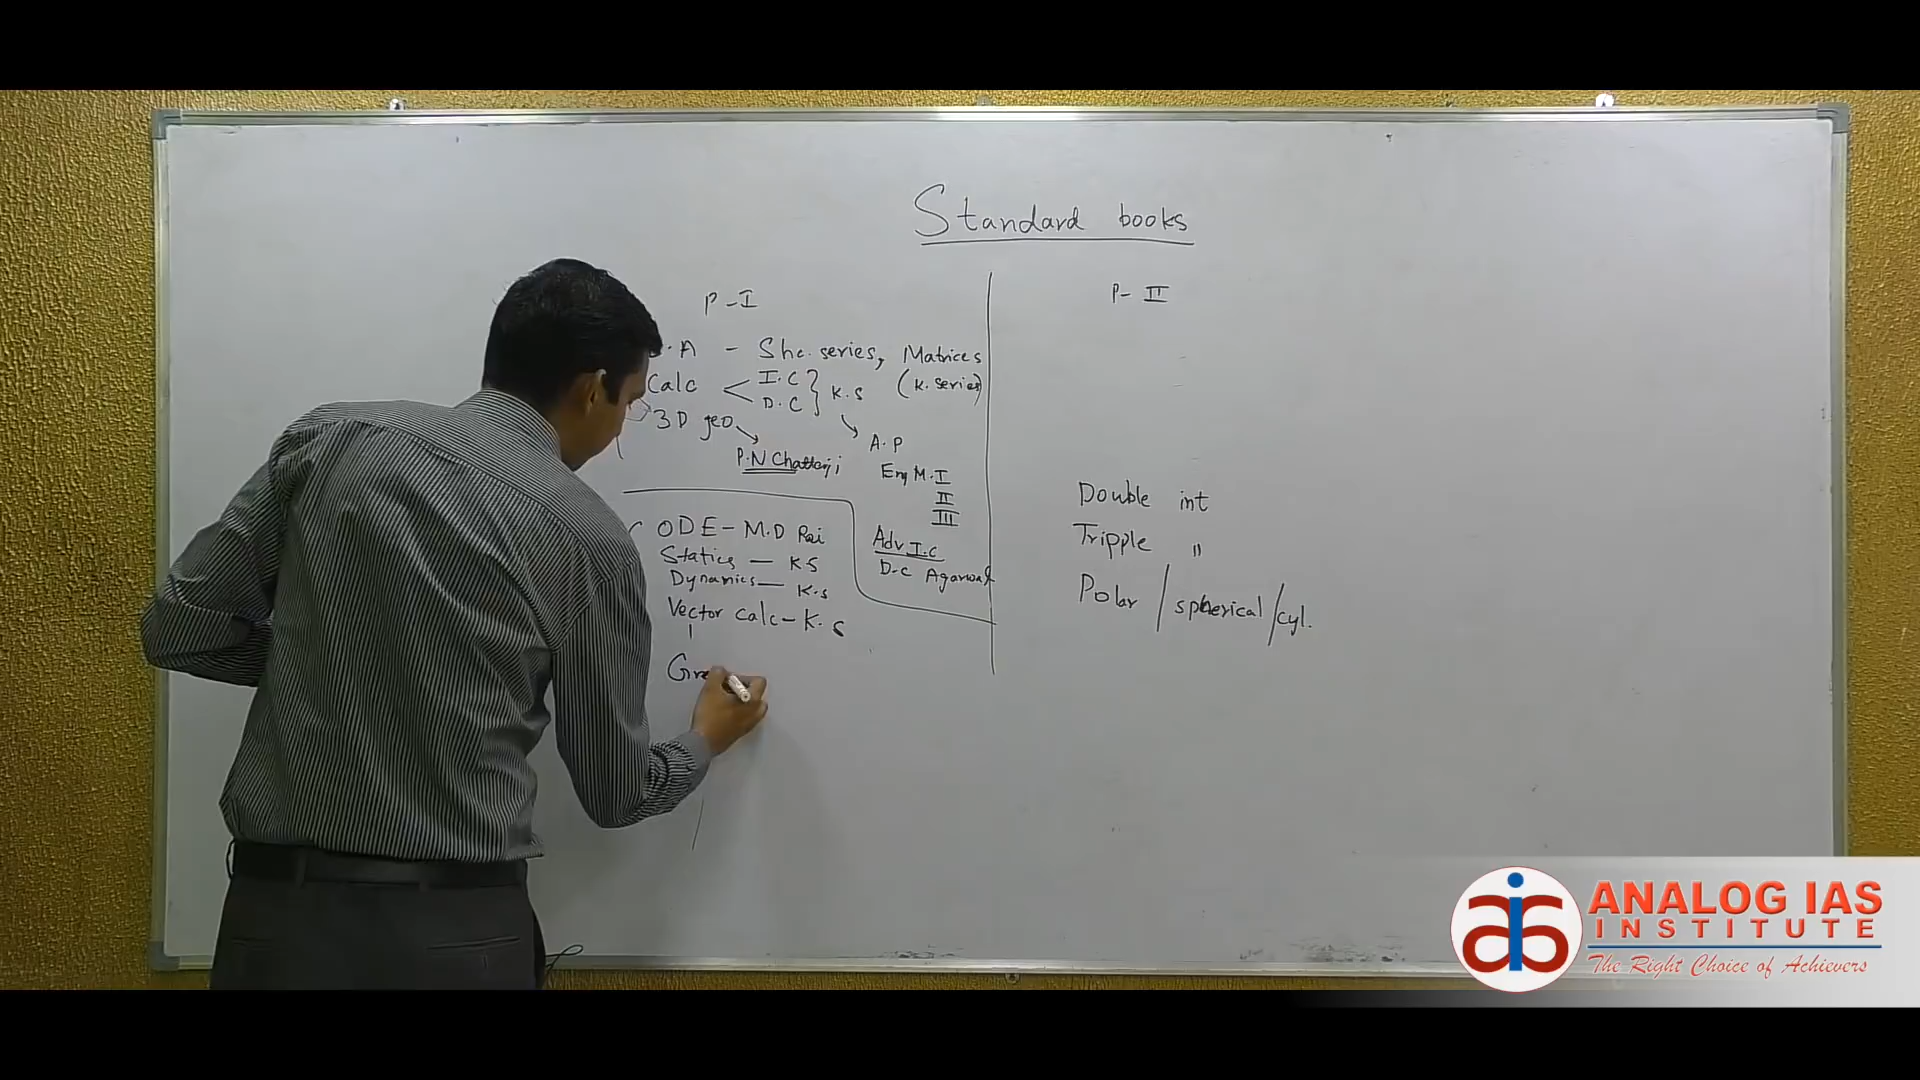 Standard books
P-I
.A - Shc. series, Matrices
Calc < I.C } K.S (K. series)
D.C
3D geo
A.P
P.N Chatterji
Eng M. I
II
III
ODE - M.D Rai
Statics - K.S
Adv I.C
Dynamics - K.S
D.C Agarwal
Vector calc - K.S
Gr
P- II
Double int
Tripple "
Polar / spherical / cyl.
ANALOG IAS
INSTITUTE
The Right Choice of Achievers